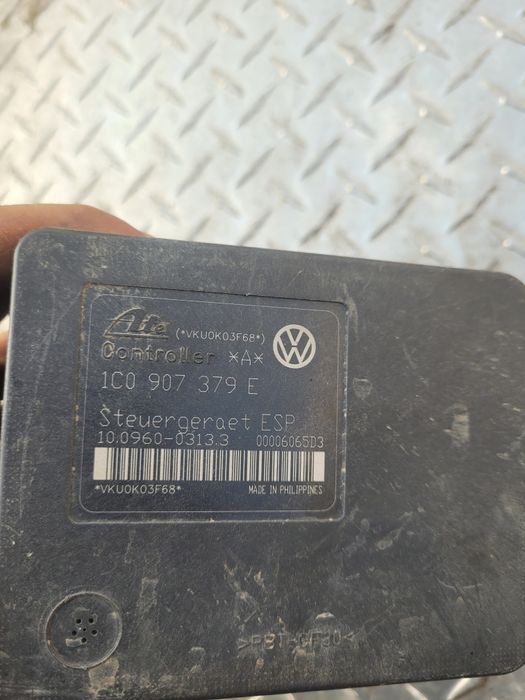 Ate (*VKU0K03F68*)
Controller *A*
1C0 907 379 E
Steuergeraet ESP
10.0960-0313.3 00006065D3
*VKU0K03F68* MADE IN PHILIPPINES